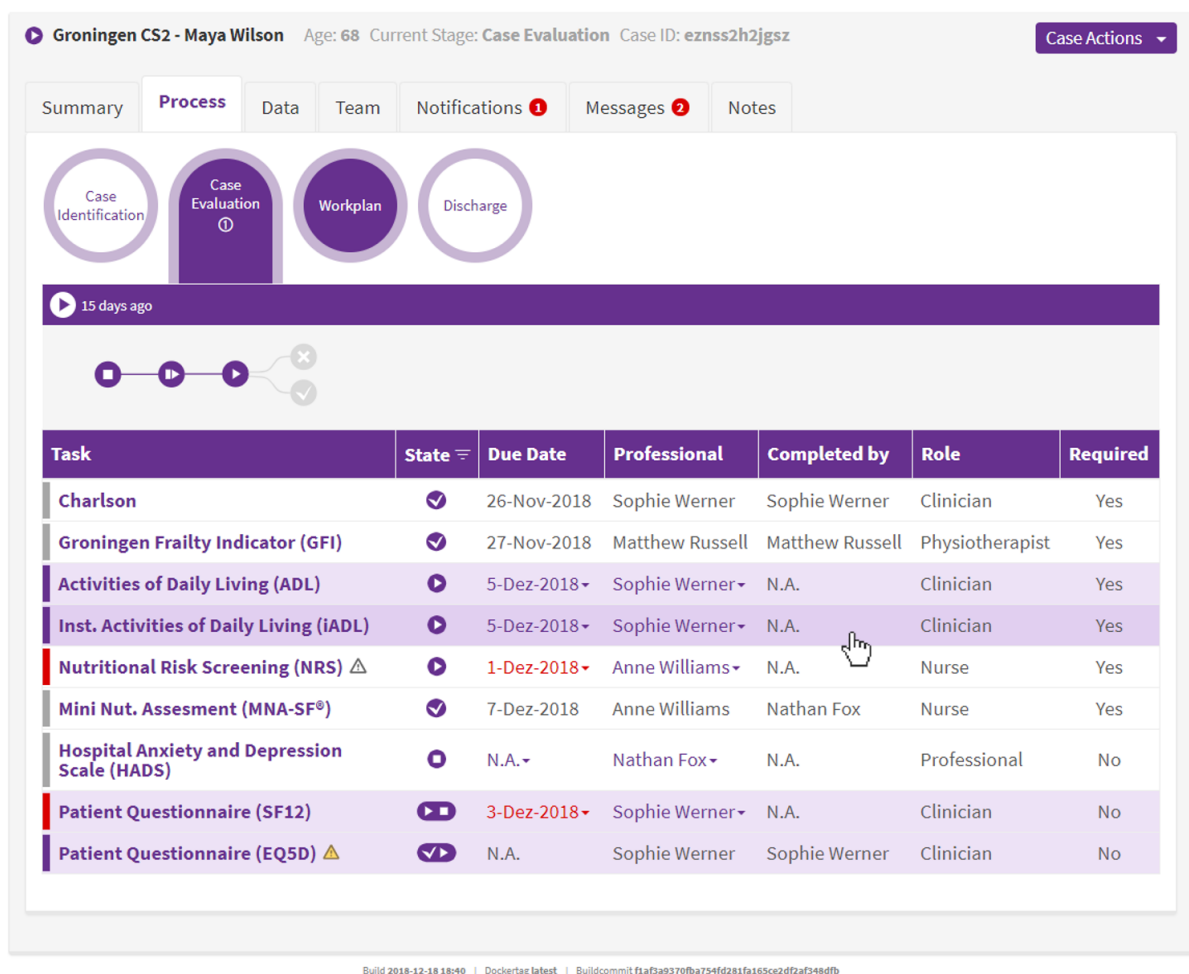 Groningen CS2 - Maya Wilson Age: 68 Current Stage: Case Evaluation Case ID: eznss2h2jgsz Case Actions
Summary Process Data Team Notifications 1 Messages 2 Notes
Case
Identification
Case
Evaluation
1
Workplan
Discharge
15 days ago
Task State Due Date Professional Completed by Role Required
Charlson 26-Nov-2018 Sophie Werner Sophie Werner Clinician Yes
Groningen Frailty Indicator (GFI) 27-Nov-2018 Matthew Russell Matthew Russell Physiotherapist Yes
Activities of Daily Living (ADL) 5-Dez-2018 Sophie Werner N.A. Clinician Yes
Inst. Activities of Daily Living (iADL) 5-Dez-2018 Sophie Werner N.A. Clinician Yes
Nutritional Risk Screening (NRS) 1-Dez-2018 Anne Williams N.A. Nurse Yes
Mini Nut. Assesment (MNA-SF®) 7-Dez-2018 Anne Williams Nathan Fox Nurse Yes
Hospital Anxiety and Depression
Scale (HADS) N.A. Nathan Fox N.A. Professional No
Patient Questionnaire (SF12) 3-Dez-2018 Sophie Werner N.A. Clinician No
Patient Questionnaire (EQ5D) N.A. Sophie Werner Sophie Werner Clinician No
Build 2018-12-18 18:40 | Dockertag latest | Buildcommit f1af3a9370fba754fd281fa165ce2df2af348dfb